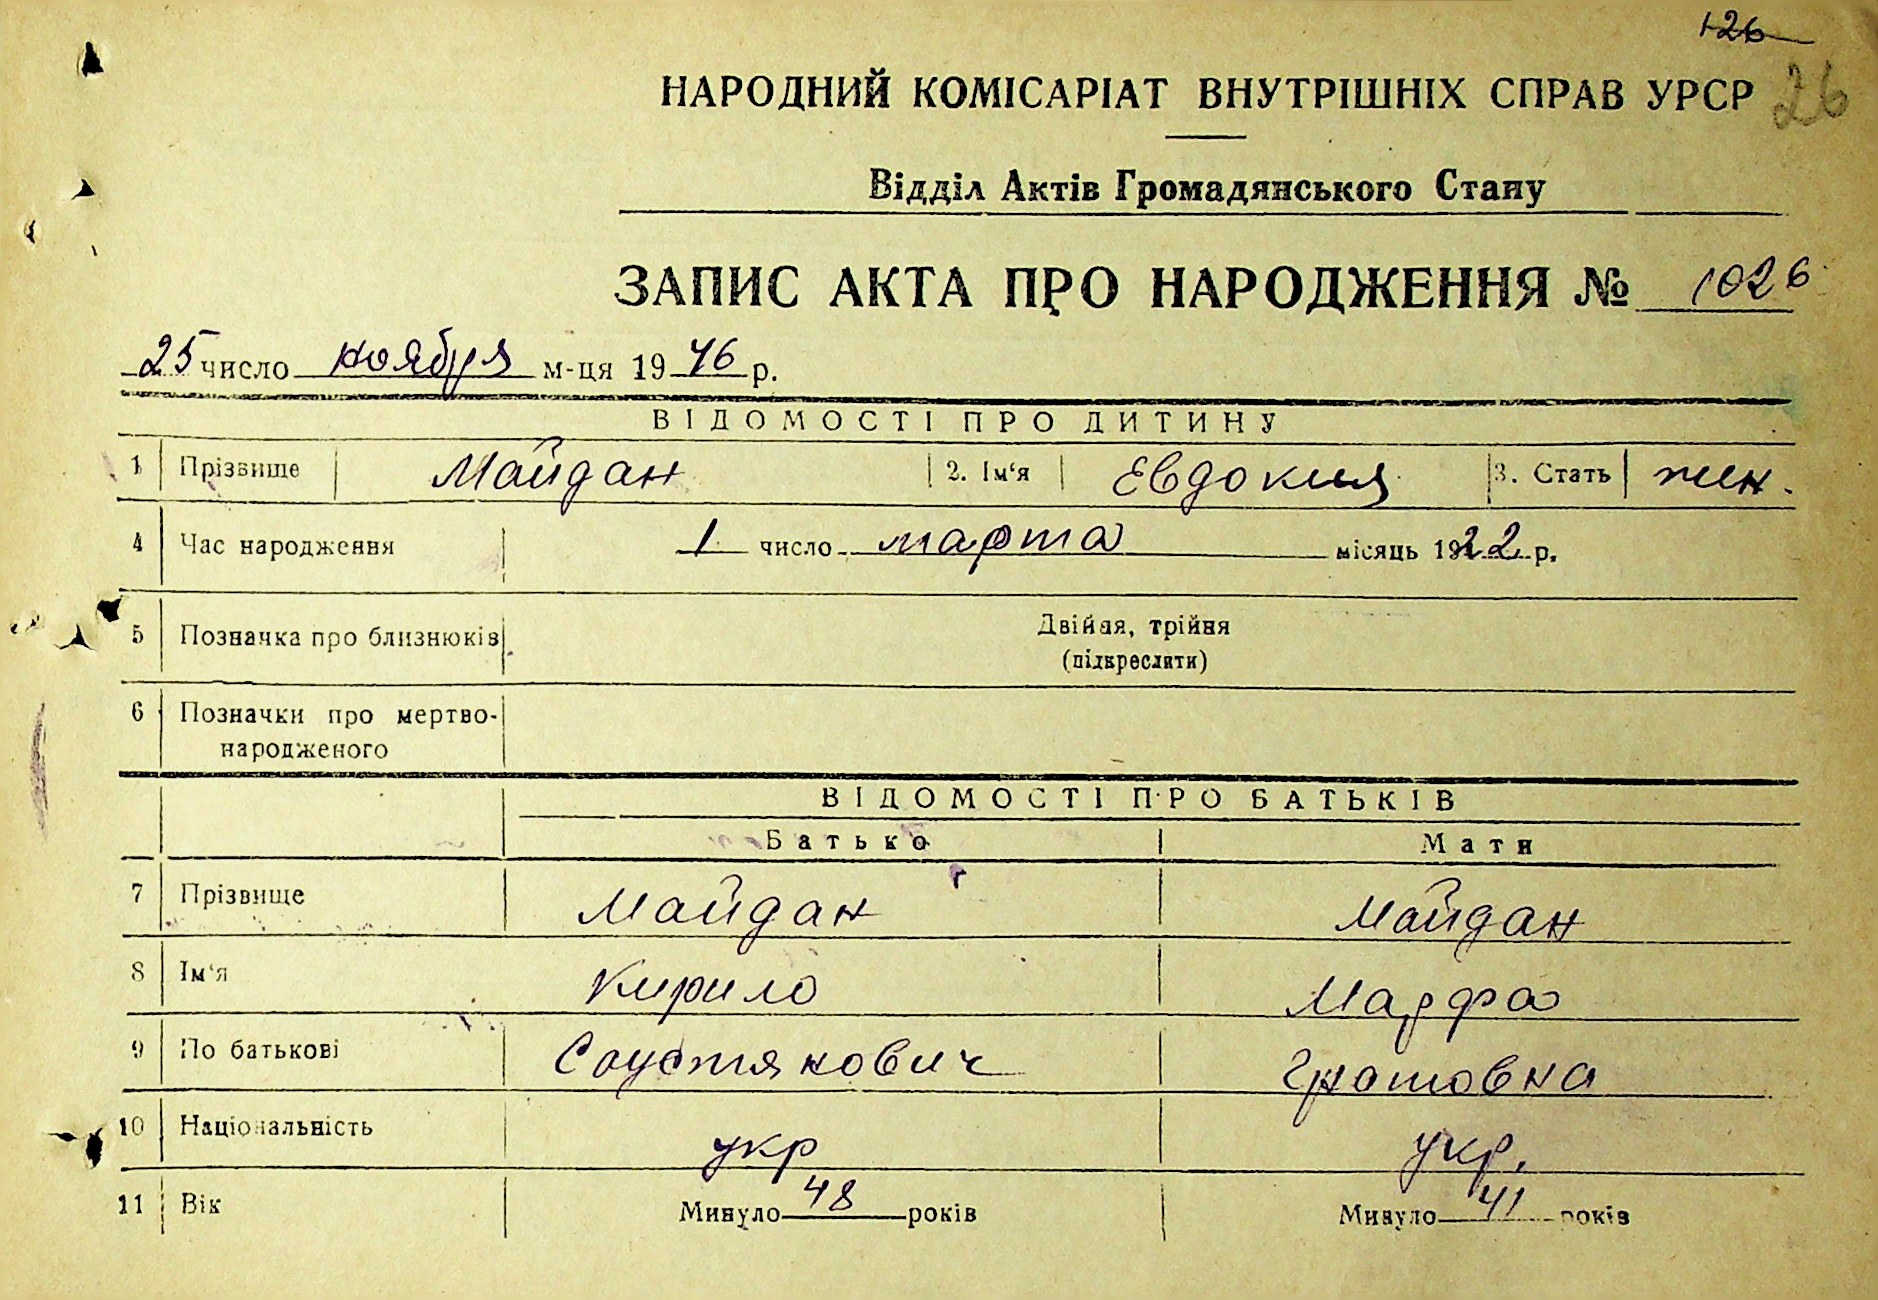 126
НАРОДНИЙ КОМІСАРІАТ ВНУТРІШНІХ СПРАВ УРСР 26
Відділ Актів Громадянського Стану
ЗАПИС АКТА ПРО НАРОДЖЕННЯ № 1026
25 число ноября м-ця 1946 р.
ВІДОМОСТІ ПРО ДИТИНУ
1 Прізвище Майдан 2. Ім‘я Евдокия 3. Стать жен.
4 Час народження 1 число марта місяць 1922 р.
5 Позначка про близнюків Двійня, трійня
(підкреслити)
6 Позначки про мертво-
народженого
ВІДОМОСТІ ПРО БАТЬКІВ
Батько Мати
7 Прізвище Майдан Майдан
8 Ім‘я Кирило Марфа
9 По батькові Саустякович Гнатовна
10 Національність укр укр.
11 Вік Минуло 48 років Минуло 41 років